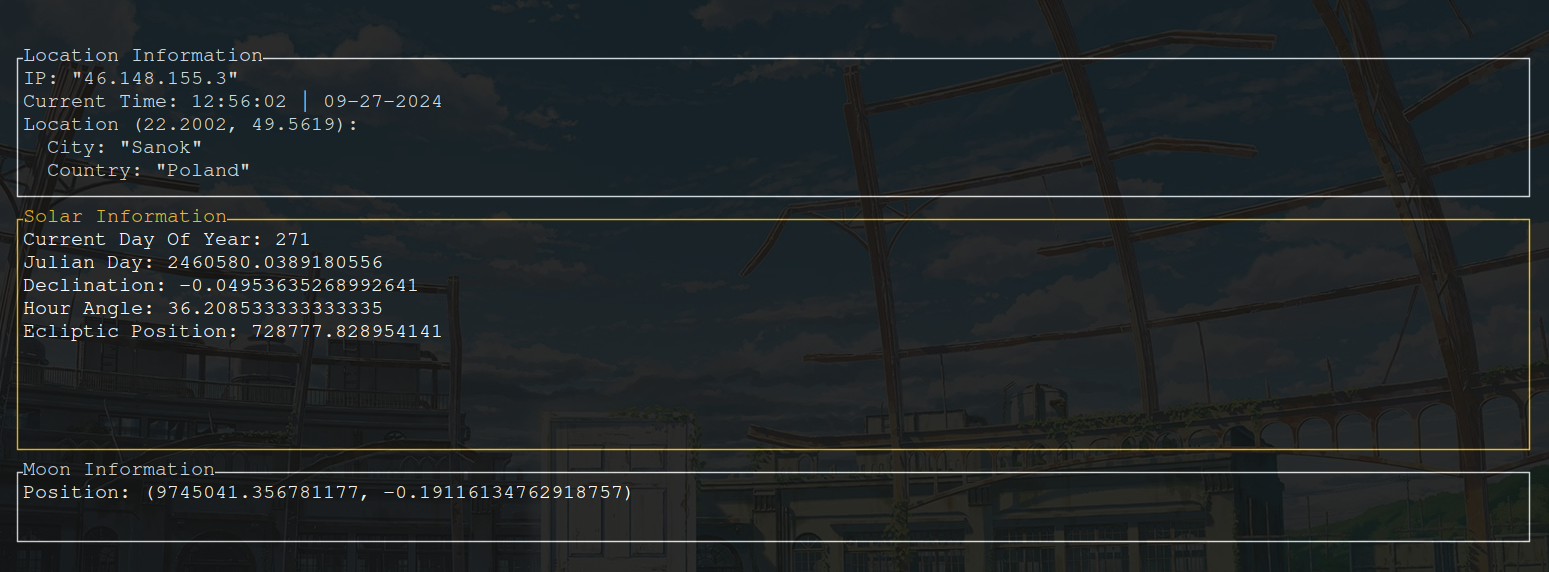 Location Information
IP: "46.148.155.3"
Current Time: 12:56:02 | 09-27-2024
Location (22.2002, 49.5619):
City: "Sanok"
Country: "Poland"
Solar Information
Current Day Of Year: 271
Julian Day: 2460580.0389180556
Declination: -0.04953635268992641
Hour Angle: 36.208533333333335
Ecliptic Position: 728777.828954141
Moon Information
Position: (9745041.356781177, -0.19116134762918757)